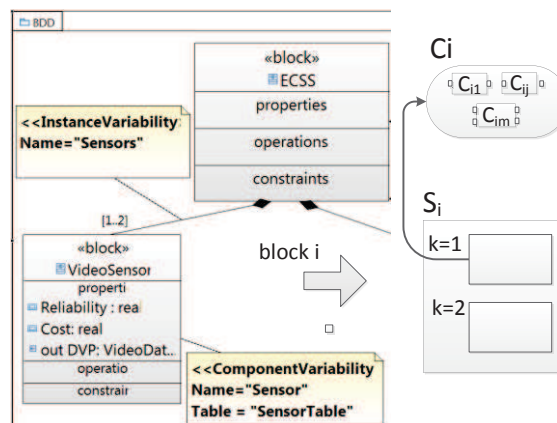 BDD
«block»
ECSS
properties
operations
constraints
<<InstanceVariability
Name="Sensors"
[1..2]
«block»
VideoSensor
properti
Reliability : real
Cost: real
out DVP: VideoDat...
operatio
constrair
<<ComponentVariability
Name="Sensor"
Table = "SensorTable"
block i
Ci
Ci1 Cij
Cim
Si
k=1
k=2